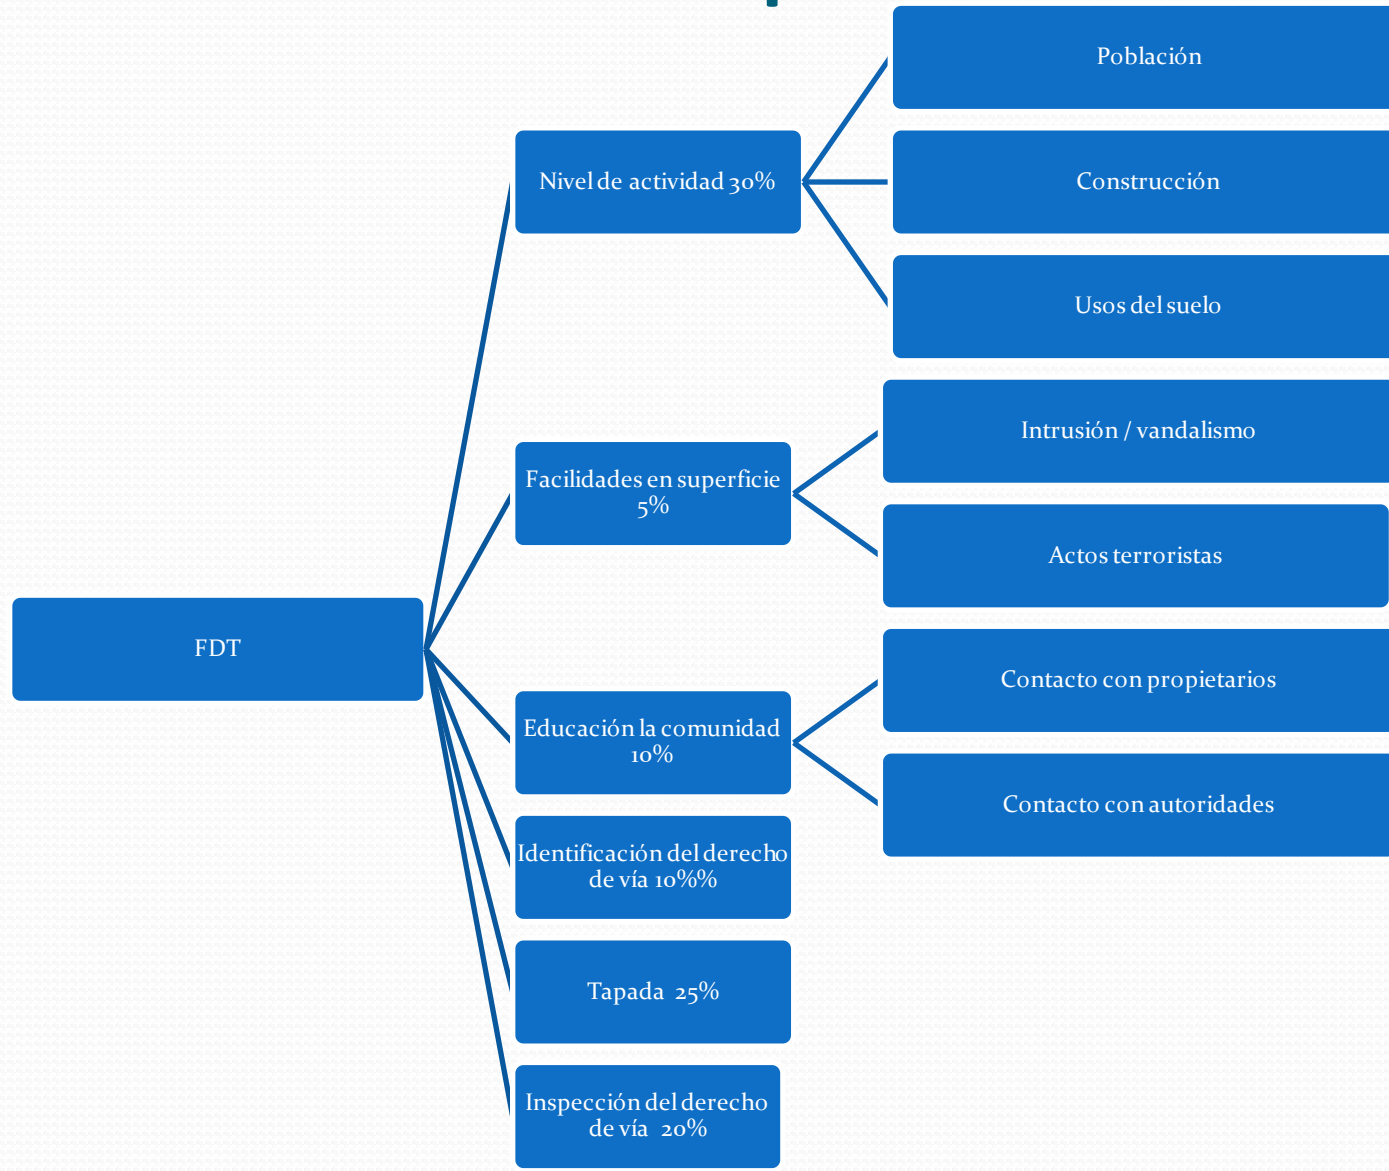 Población
Nivel de actividad 30%
Construcción
Usos del suelo
Intrusión / vandalismo
Facilidades en superficie
5%
Actos terroristas
FDT
Contacto con propietarios
Educación la comunidad
10%
Contacto con autoridades
Identificación del derecho
de vía 10%%
Tapada 25%
Inspección del derecho
de vía 20%